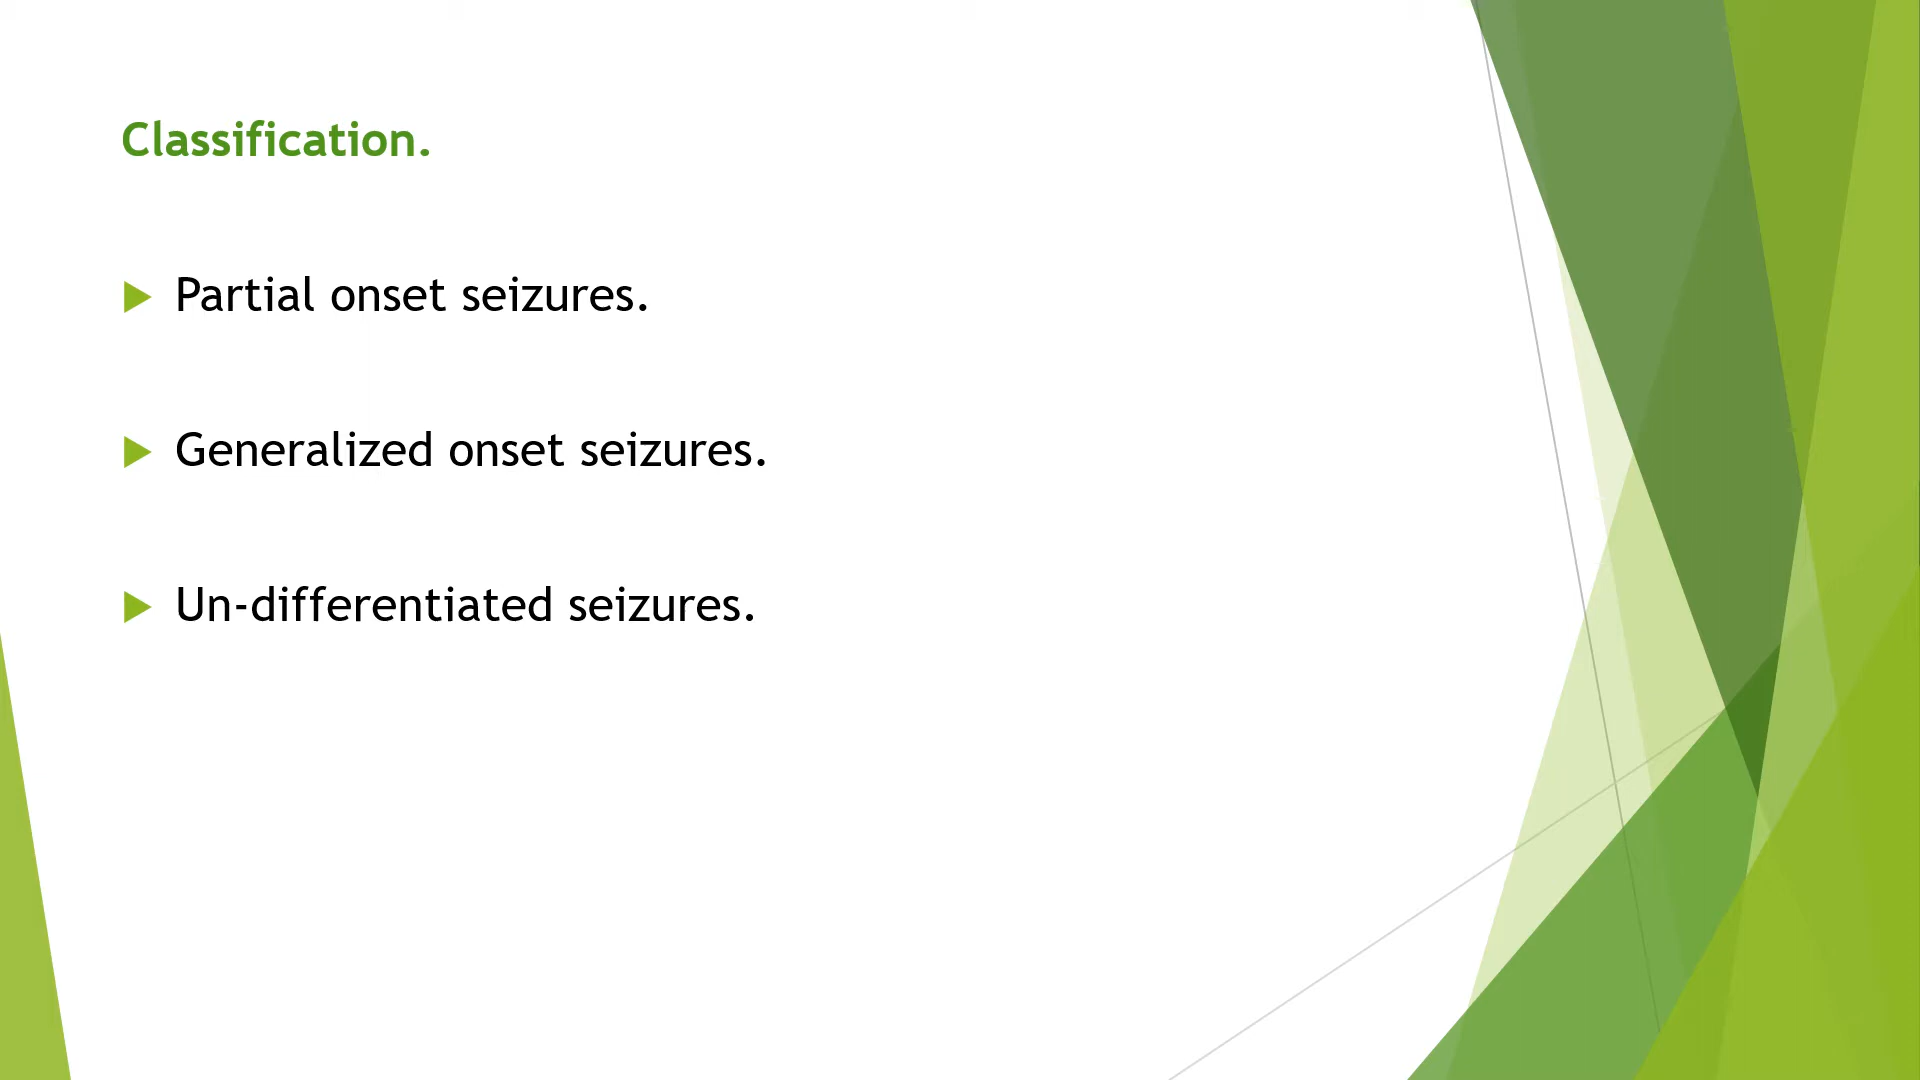 Classification.
Partial onset seizures.
Generalized onset seizures.
Un-differentiated seizures.